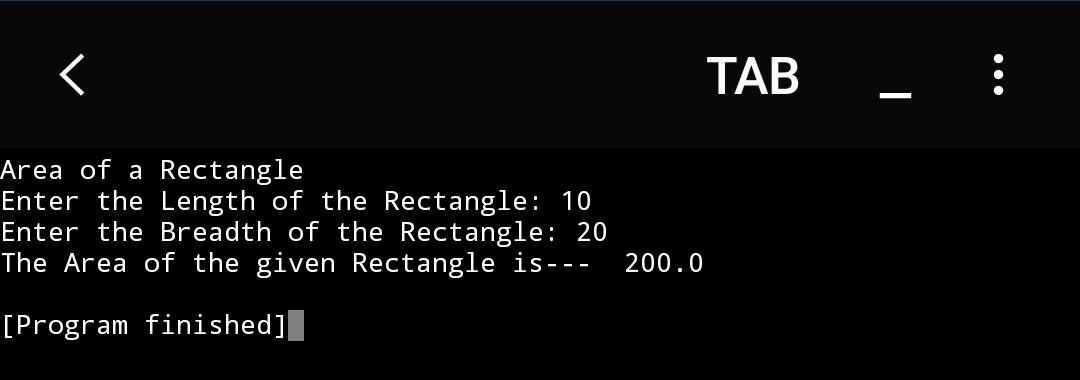 TAB _
Area of a Rectangle
Enter the Length of the Rectangle: 10
Enter the Breadth of the Rectangle: 20
The Area of the given Rectangle is---  200.0
[Program finished]